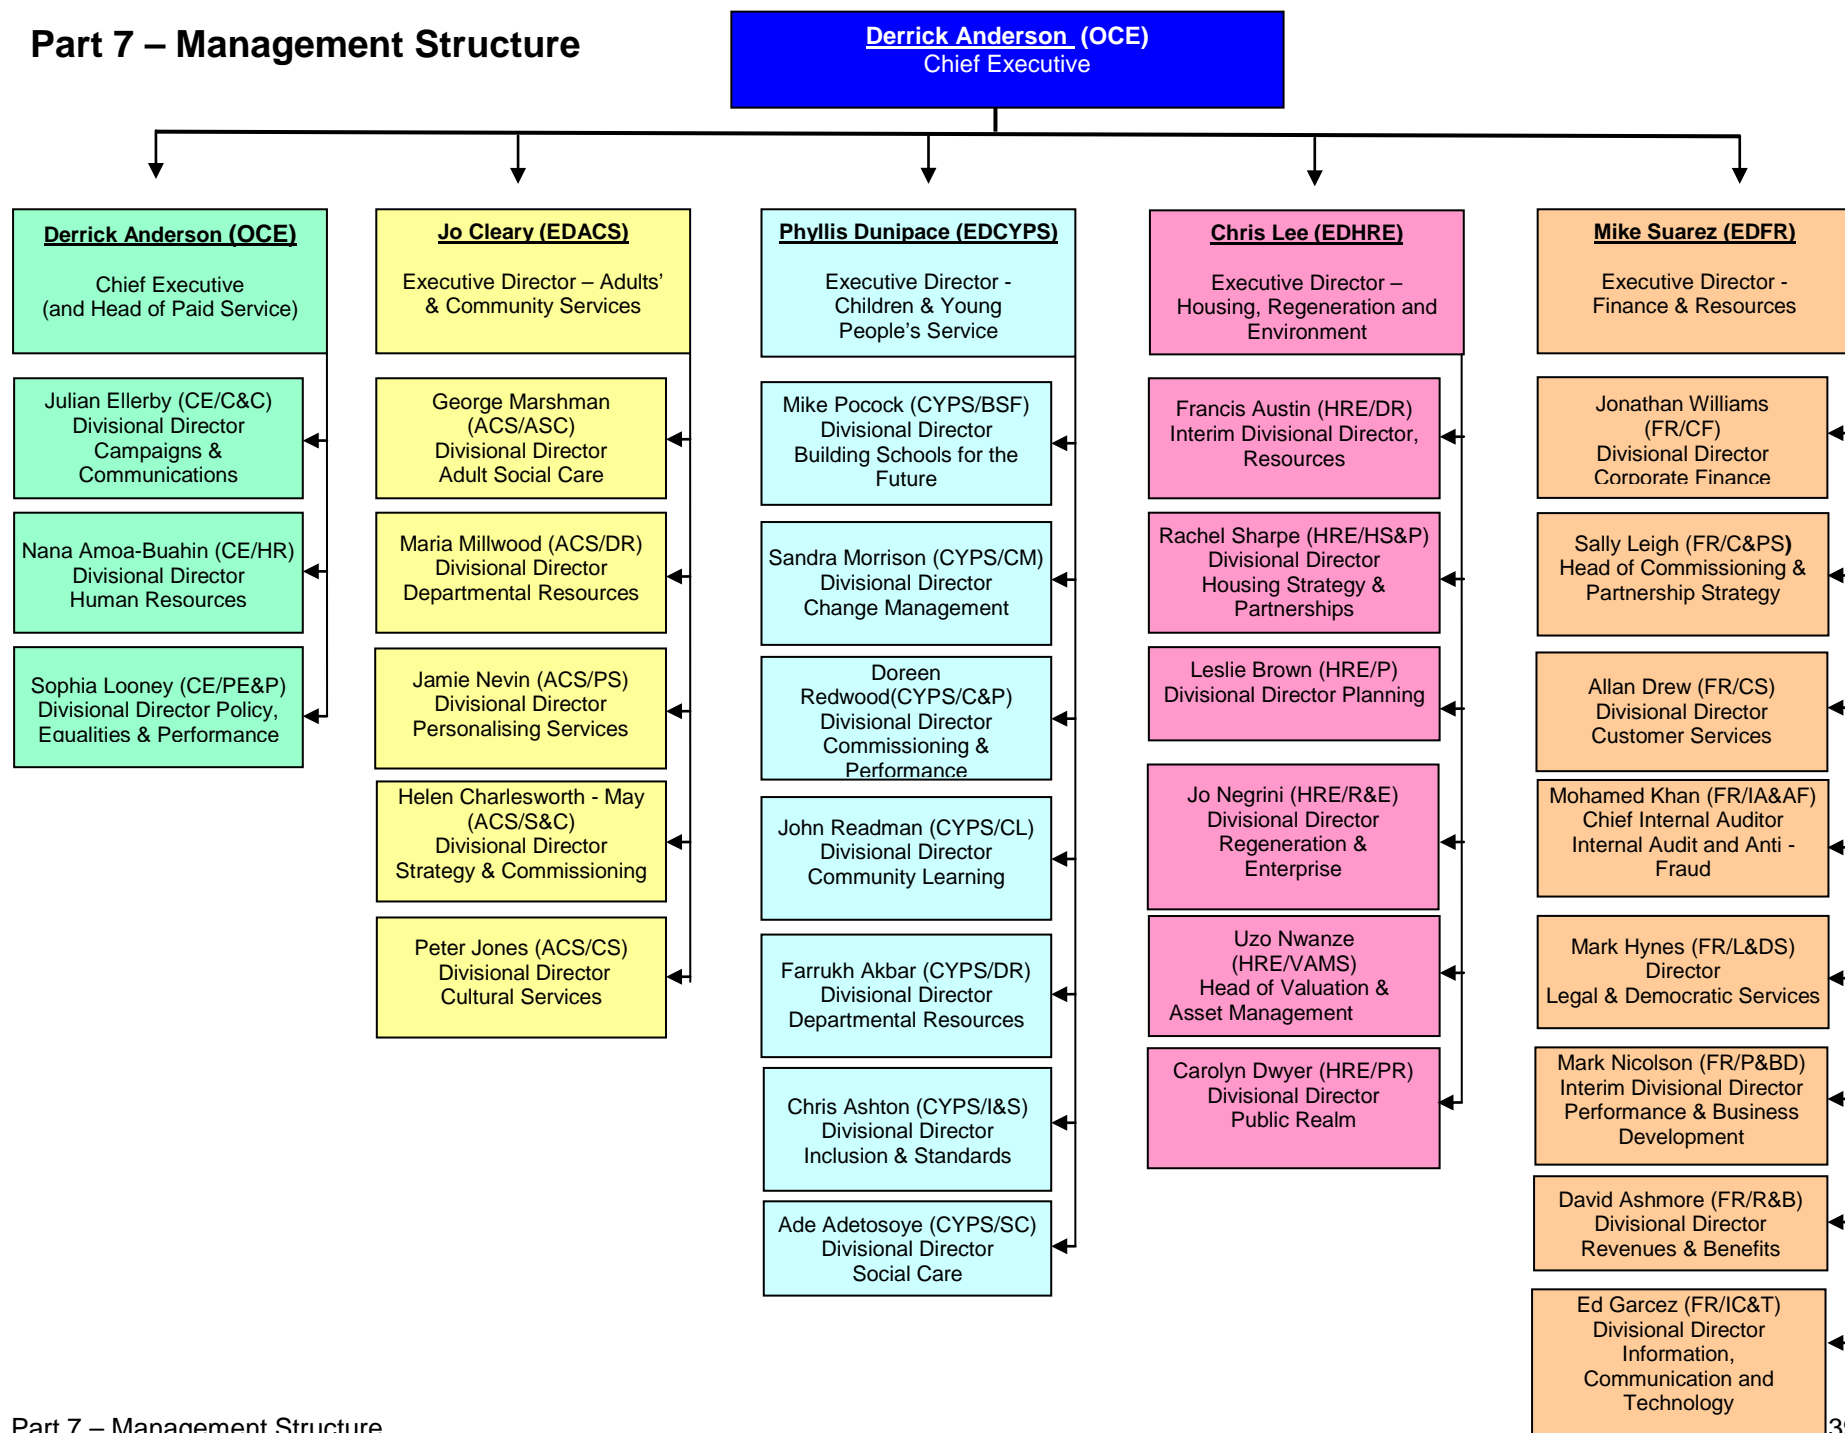 Part 7 – Management Structure
Derrick Anderson (OCE)
Chief Executive
Derrick Anderson (OCE)
Chief Executive
(and Head of Paid Service)
Julian Ellerby (CE/C&C)
Divisional Director
Campaigns &
Communications
Nana Amoa-Buahin (CE/HR)
Divisional Director
Human Resources
Sophia Looney (CE/PE&P)
Divisional Director Policy,
Equalities & Performance
Jo Cleary (EDACS)
Executive Director – Adults’
& Community Services
George Marshman
(ACS/ASC)
Divisional Director
Adult Social Care
Maria Millwood (ACS/DR)
Divisional Director
Departmental Resources
Jamie Nevin (ACS/PS)
Divisional Director
Personalising Services
Helen Charlesworth - May
(ACS/S&C)
Divisional Director
Strategy & Commissioning
Peter Jones (ACS/CS)
Divisional Director
Cultural Services
Phyllis Dunipace (EDCYPS)
Executive Director -
Children & Young
People’s Service
Mike Pocock (CYPS/BSF)
Divisional Director
Building Schools for the
Future
Sandra Morrison (CYPS/CM)
Divisional Director
Change Management
Doreen
Redwood(CYPS/C&P)
Divisional Director
Commissioning &
Performance
John Readman (CYPS/CL)
Divisional Director
Community Learning
Farrukh Akbar (CYPS/DR)
Divisional Director
Departmental Resources
Chris Ashton (CYPS/I&S)
Divisional Director
Inclusion & Standards
Ade Adetosoye (CYPS/SC)
Divisional Director
Social Care
Chris Lee (EDHRE)
Executive Director –
Housing, Regeneration and
Environment
Francis Austin (HRE/DR)
Interim Divisional Director,
Resources
Rachel Sharpe (HRE/HS&P)
Divisional Director
Housing Strategy &
Partnerships
Leslie Brown (HRE/P)
Divisional Director Planning
Jo Negrini (HRE/R&E)
Divisional Director
Regeneration &
Enterprise
Uzo Nwanze
(HRE/VAMS)
Head of Valuation &
Asset Management
Carolyn Dwyer (HRE/PR)
Divisional Director
Public Realm
Mike Suarez (EDFR)
Executive Director -
Finance & Resources
Jonathan Williams
(FR/CF)
Divisional Director
Corporate Finance
Sally Leigh (FR/C&PS)
Head of Commissioning &
Partnership Strategy
Allan Drew (FR/CS)
Divisional Director
Customer Services
Mohamed Khan (FR/IA&AF)
Chief Internal Auditor
Internal Audit and Anti -
Fraud
Mark Hynes (FR/L&DS)
Director
Legal & Democratic Services
Mark Nicolson (FR/P&BD)
Interim Divisional Director
Performance & Business
Development
David Ashmore (FR/R&B)
Divisional Director
Revenues & Benefits
Ed Garcez (FR/IC&T)
Divisional Director
Information,
Communication and
Technology
Part 7 – Management Structure